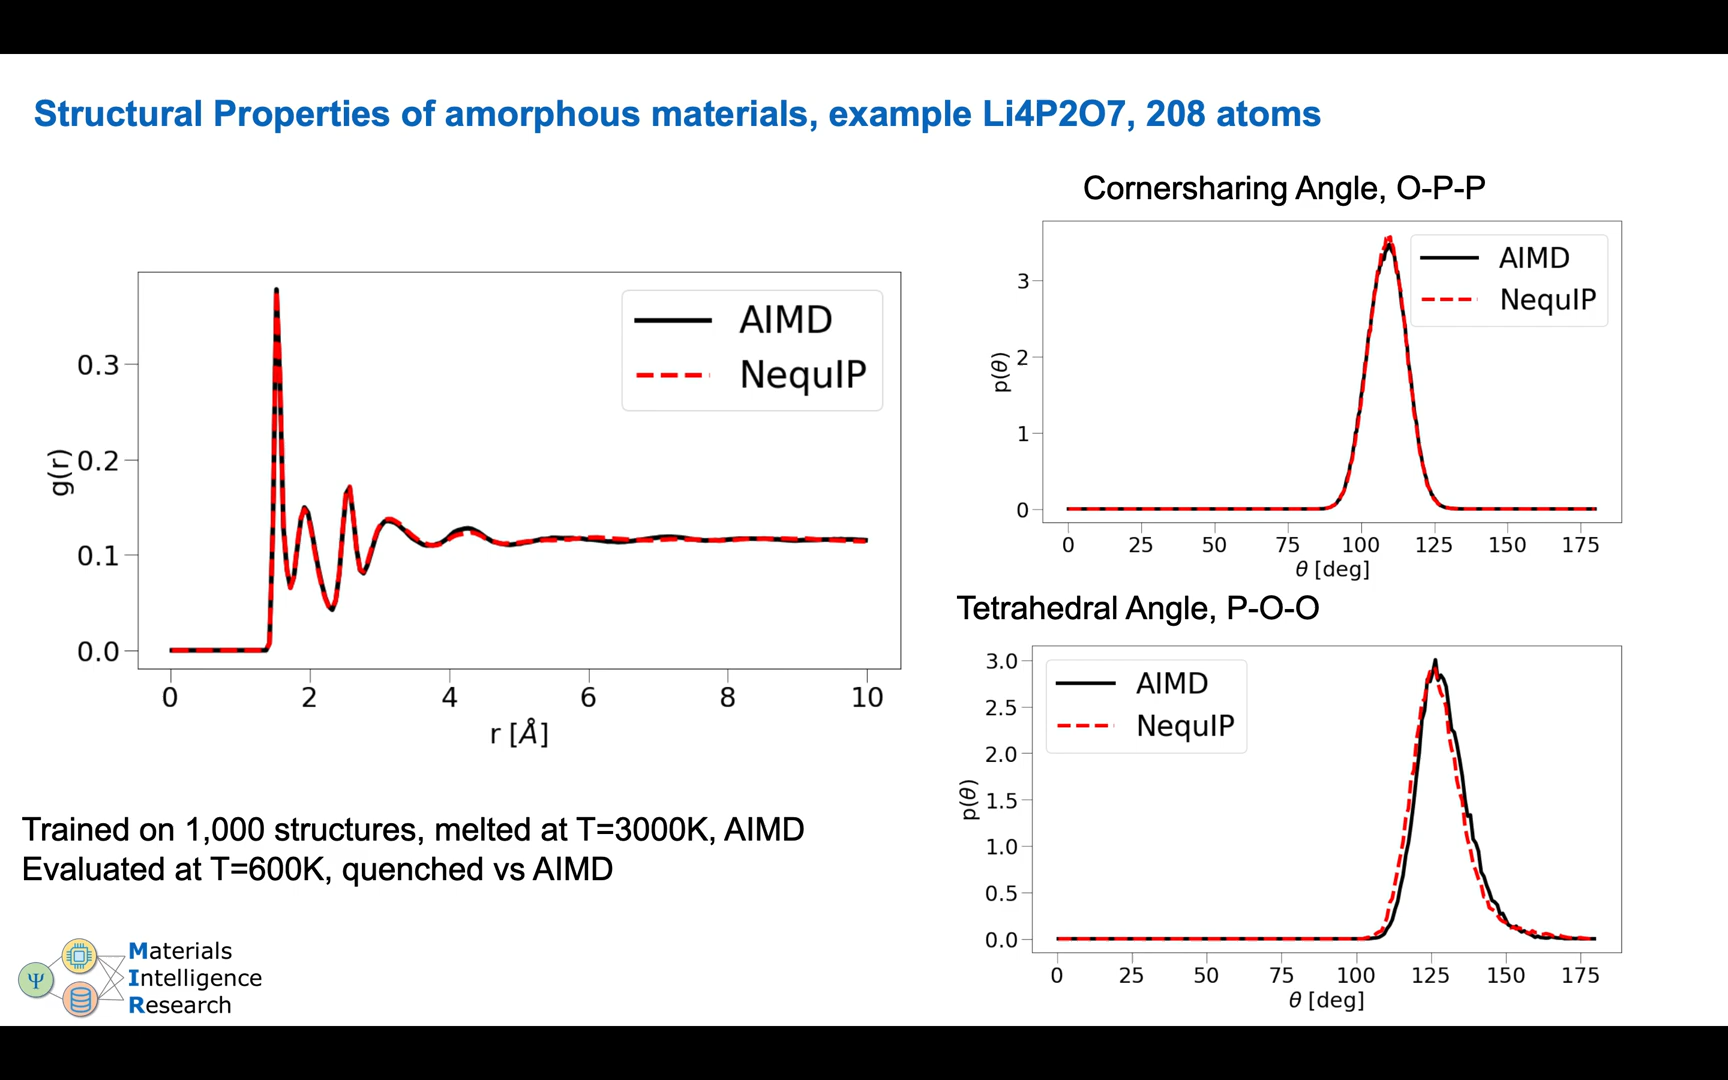 Structural Properties of amorphous materials, example Li4P2O7, 208 atoms
g(r)
0.3
0.2
0.1
0.0
AIMD
NequIP
0 2 4 6 8 10
r [Å]
Cornersharing Angle, O-P-P
p(θ)
3
2
1
0
AIMD
NequIP
0 25 50 75 100 125 150 175
θ [deg]
Tetrahedral Angle, P-O-O
p(θ)
3.0
2.5
2.0
1.5
1.0
0.5
0.0
AIMD
NequIP
0 25 50 75 100 125 150 175
θ [deg]
Trained on 1,000 structures, melted at T=3000K, AIMD
Evaluated at T=600K, quenched vs AIMD
Ψ
Materials
Intelligence
Research